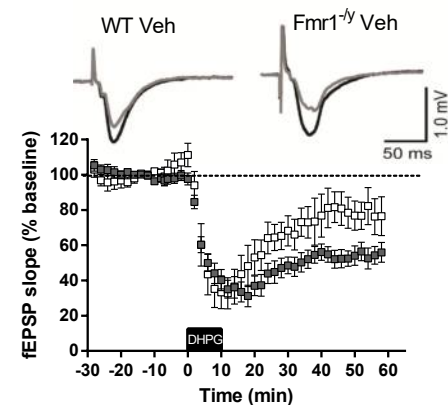 WT Veh
Fmr1-/y Veh
1.0 mV
50 ms
fEPSP slope (% baseline)
120
100
80
60
40
20
0
DHPG
-30 -20 -10 0 10 20 30 40 50 60
Time (min)